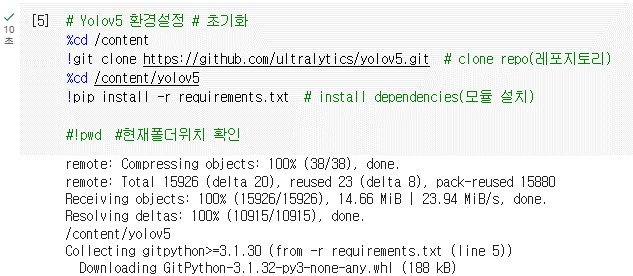 [5] # Yolov5 환경설정 # 초기화
10
초
%cd /content
!git clone https://github.com/ultralytics/yolov5.git # clone repo(레포지토리)
%cd /content/yolov5
!pip install -r requirements.txt # install dependencies(모듈 설치)
#!pwd #현재폴더위치 확인
remote: Compressing objects: 100% (38/38), done.
remote: Total 15926 (delta 20), reused 23 (delta 8), pack-reused 15880
Receiving objects: 100% (15926/15926), 14.66 MiB | 23.94 MiB/s, done.
Resolving deltas: 100% (10915/10915), done.
/content/yolov5
Collecting gitpython>=3.1.30 (from -r requirements.txt (line 5))
Downloading GitPython-3.1.32-py3-none-any.whl (188 kB)